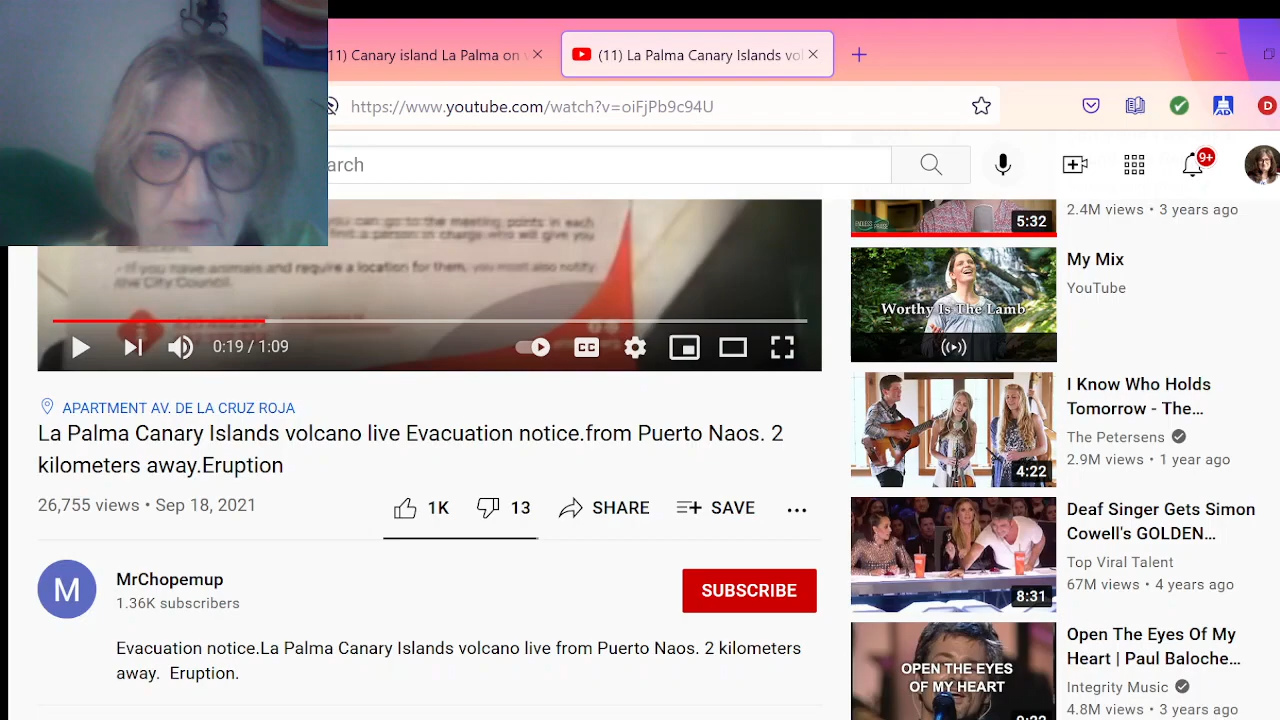 11) Canary island La Palma on
(11) La Palma Canary Islands vol
https://www.youtube.com/watch?v=oiFjPb9c94U
AD
D
arch
9+
you can go to the meeting points in each
a person in charge who will give you
- If you have animals and require a location for them, you must also notify
the City Council.
0:19 / 1:09
CC
APARTMENT AV. DE LA CRUZ ROJA
La Palma Canary Islands volcano live Evacuation notice.from Puerto Naos. 2
kilometers away.Eruption
26,755 views • Sep 18, 2021
1K
13
SHARE
SAVE
M
MrChopemup
1.36K subscribers
SUBSCRIBE
Evacuation notice.La Palma Canary Islands volcano live from Puerto Naos. 2 kilometers
away. Eruption.
5:32
2.4M views • 3 years ago
Worthy Is The Lamb
My Mix
YouTube
4:22
I Know Who Holds
Tomorrow - The...
The Petersens
2.9M views • 1 year ago
8:31
Deaf Singer Gets Simon
Cowell's GOLDEN...
Top Viral Talent
67M views • 4 years ago
OPEN THE EYES
OF MY HEART
Open The Eyes Of My
Heart | Paul Baloche...
Integrity Music
4.8M views • 3 years ago